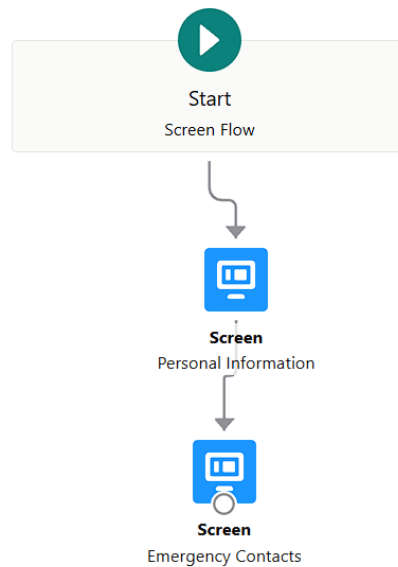 Start
Screen Flow
Screen
Personal Information
Screen
Emergency Contacts